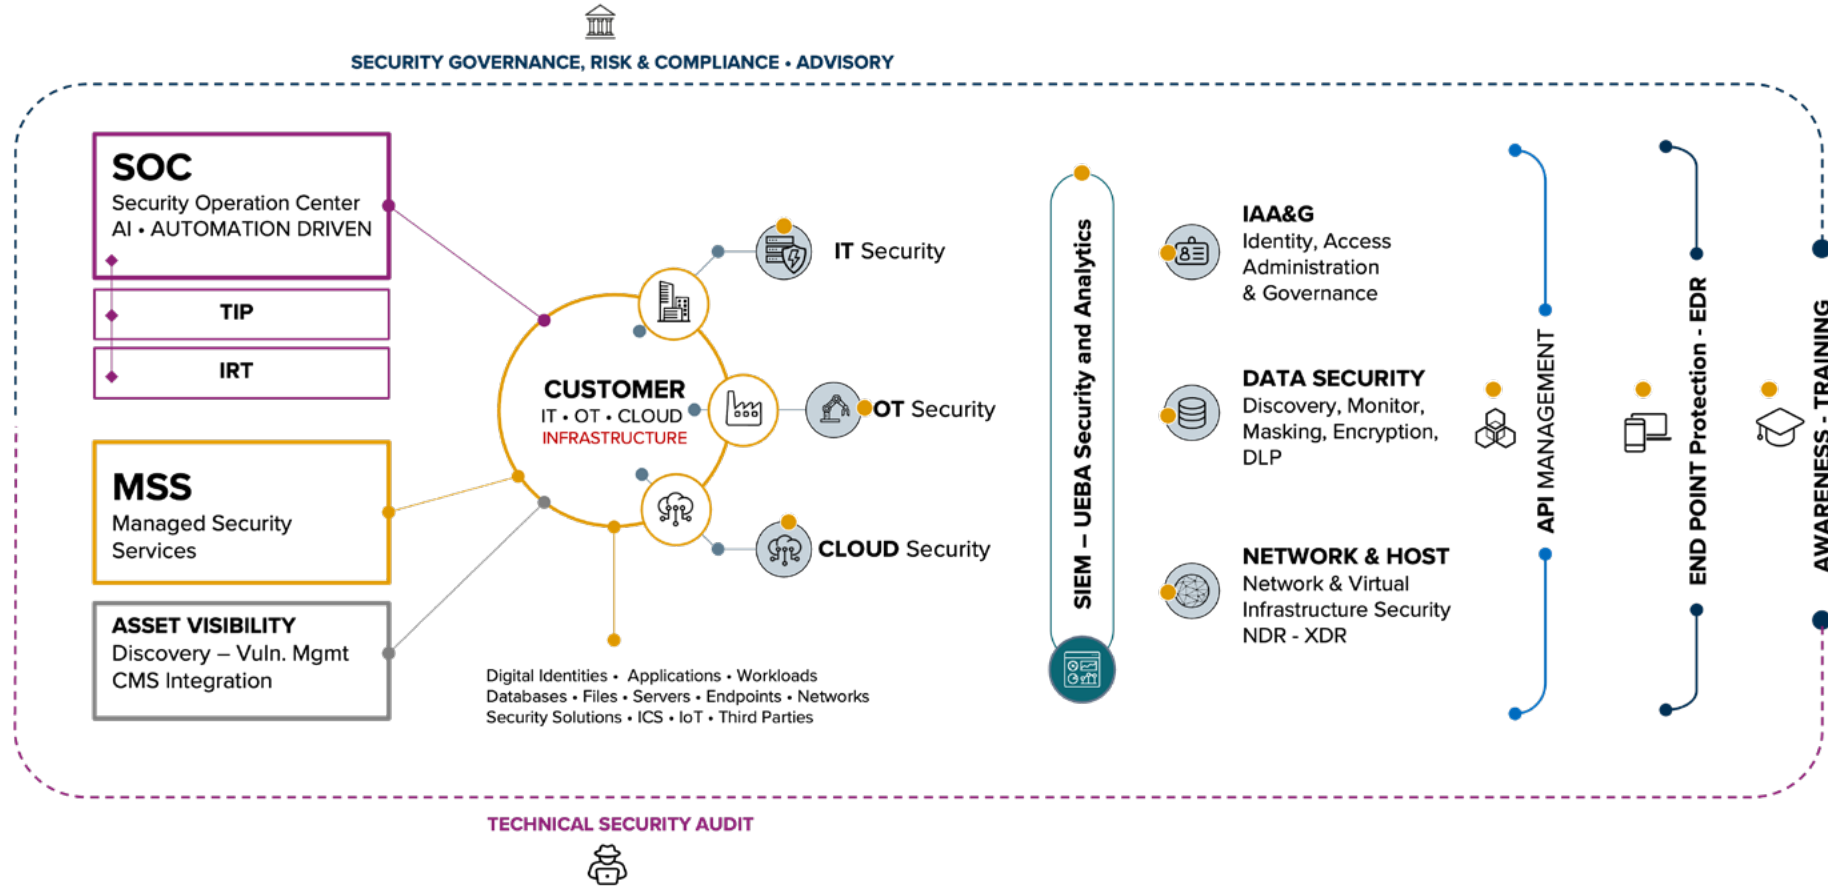 SECURITY GOVERNANCE, RISK & COMPLIANCE • ADVISORY
SOC
Security Operation Center
AI • AUTOMATION DRIVEN
TIP
IRT
MSS
Managed Security
Services
ASSET VISIBILITY
Discovery – Vuln. Mgmt
CMS Integration
CUSTOMER
IT • OT • CLOUD
INFRASTRUCTURE
IT Security
OT Security
CLOUD Security
Digital Identities • Applications • Workloads
Databases • Files • Servers • Endpoints • Networks
Security Solutions • ICS • IoT • Third Parties
SIEM – UEBA Security and Analytics
IAA&G
Identity, Access
Administration
& Governance
DATA SECURITY
Discovery, Monitor,
Masking, Encryption,
DLP
NETWORK & HOST
Network & Virtual
Infrastructure Security
NDR - XDR
API MANAGEMENT
END POINT Protection - EDR
AWARENESS - TRAINING
TECHNICAL SECURITY AUDIT